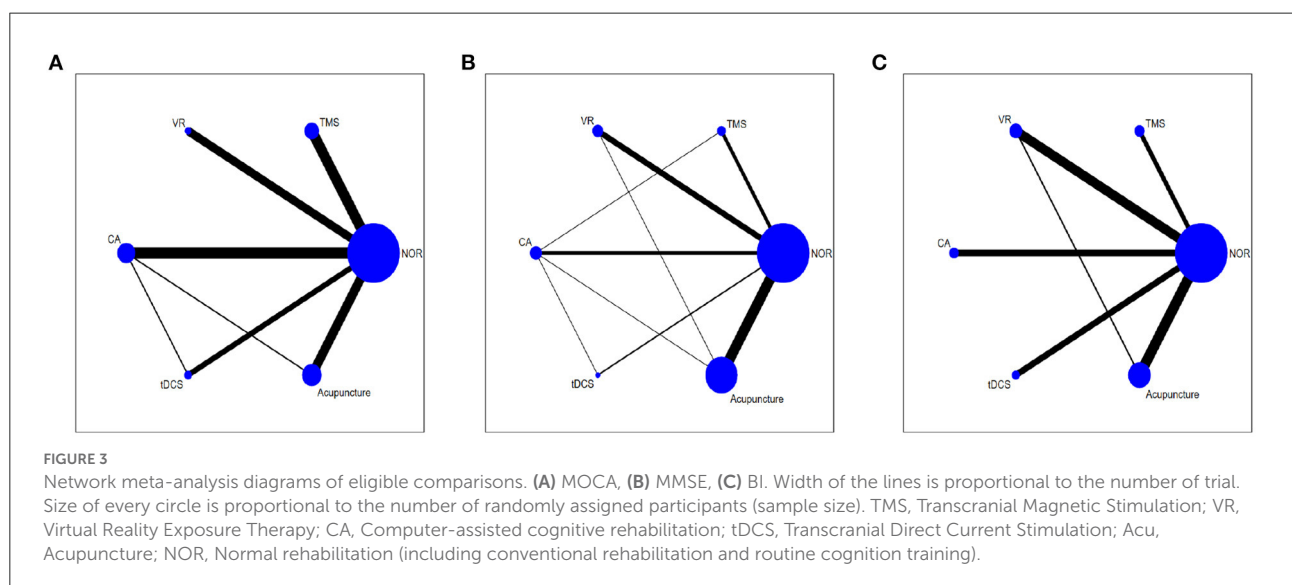 A
B
C
VR
TMS
CA
NOR
tDCS
Acupuncture
VR
TMS
CA
NOR
tDCS
Acupuncture
VR
TMS
CA
NOR
tDCS
Acupuncture
FIGURE 3
Network meta-analysis diagrams of eligible comparisons. (A) MOCA, (B) MMSE, (C) BI. Width of the lines is proportional to the number of trial.
Size of every circle is proportional to the number of randomly assigned participants (sample size). TMS, Transcranial Magnetic Stimulation; VR,
Virtual Reality Exposure Therapy; CA, Computer-assisted cognitive rehabilitation; tDCS, Transcranial Direct Current Stimulation; Acu,
Acupuncture; NOR, Normal rehabilitation (including conventional rehabilitation and routine cognition training).